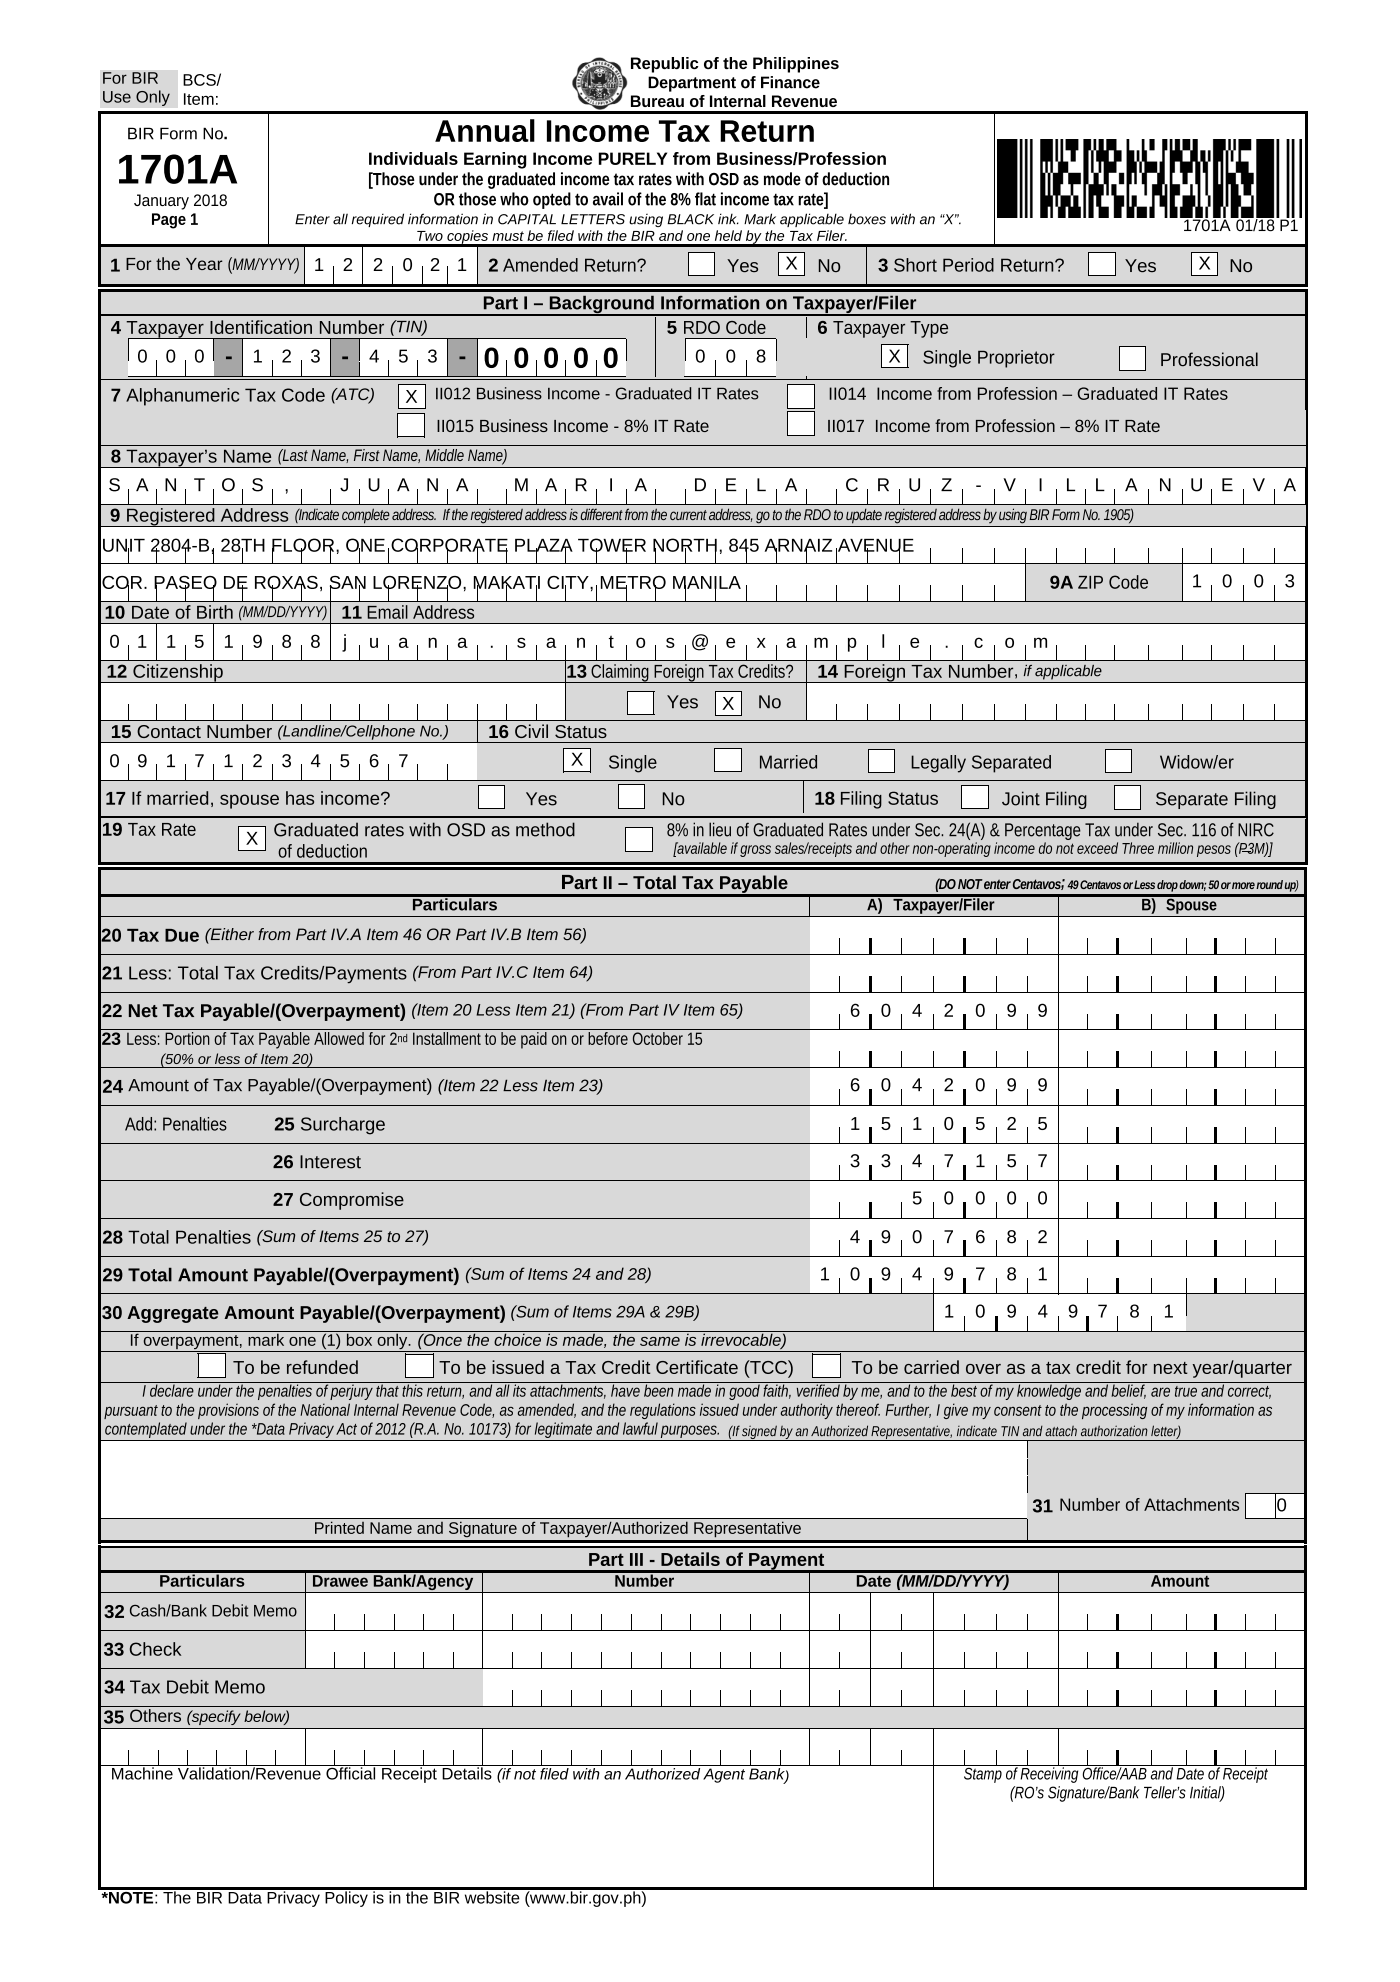 For BIR Use Only BCS/ Item:
Republic of the Philippines
Department of Finance
Bureau of Internal Revenue
BIR Form No.
1701A
January 2018
Page 1
Annual Income Tax Return
Individuals Earning Income PURELY from Business/Profession
[Those under the graduated income tax rates with OSD as mode of deduction
OR those who opted to avail of the 8% flat income tax rate]
Enter all required information in CAPITAL LETTERS using BLACK ink. Mark applicable boxes with an “X”.
Two copies must be filed with the BIR and one held by the Tax Filer.
1701A 01/18 P1
1 For the Year (MM/YYYY) 1 2 2 0 2 1 2 Amended Return? Yes X No 3 Short Period Return? Yes X No
Part I – Background Information on Taxpayer/Filer
4 Taxpayer Identification Number (TIN) 5 RDO Code 6 Taxpayer Type
0 0 0 - 1 2 3 - 4 5 3 - 0 0 0 0 0 0 0 8 X Single Proprietor Professional
7 Alphanumeric Tax Code (ATC) X II012 Business Income - Graduated IT Rates II014 Income from Profession – Graduated IT Rates
II015 Business Income - 8% IT Rate II017 Income from Profession – 8% IT Rate
8 Taxpayer’s Name (Last Name, First Name, Middle Name)
SANTOS, JUANA MARIA DELA CRUZ-VILLANUEVA
9 Registered Address (Indicate complete address. If the registered address is different from the current address, go to the RDO to update registered address by using BIR Form No. 1905)
UNIT 2804-B, 28TH FLOOR, ONE CORPORATE PLAZA TOWER NORTH, 845 ARNAIZ AVENUE
COR. PASEO DE ROXAS, SAN LORENZO, MAKATI CITY, METRO MANILA 9A ZIP Code 1 0 0 3
10 Date of Birth (MM/DD/YYYY) 11 Email Address
0 1 1 5 1 9 8 8 juana.santos@example.com
12 Citizenship 13 Claiming Foreign Tax Credits? 14 Foreign Tax Number, if applicable
Yes X No
15 Contact Number (Landline/Cellphone No.) 16 Civil Status
0 9 1 7 1 2 3 4 5 6 7 X Single Married Legally Separated Widow/er
17 If married, spouse has income? Yes No 18 Filing Status Joint Filing Separate Filing
19 Tax Rate X Graduated rates with OSD as method 8% in lieu of Graduated Rates under Sec. 24(A) & Percentage Tax under Sec. 116 of NIRC
of deduction [available if gross sales/receipts and other non-operating income do not exceed Three million pesos (P3M)]
Part II – Total Tax Payable (DO NOT enter Centavos; 49 Centavos or Less drop down; 50 or more round up)
Particulars A) Taxpayer/Filer B) Spouse
20 Tax Due (Either from Part IV.A Item 46 OR Part IV.B Item 56)
21 Less: Total Tax Credits/Payments (From Part IV.C Item 64)
22 Net Tax Payable/(Overpayment) (Item 20 Less Item 21) (From Part IV Item 65) 6 0 4 2 0 9 9
23 Less: Portion of Tax Payable Allowed for 2nd Installment to be paid on or before October 15
(50% or less of Item 20)
24 Amount of Tax Payable/(Overpayment) (Item 22 Less Item 23) 6 0 4 2 0 9 9
Add: Penalties 25 Surcharge 1 5 1 0 5 2 5
26 Interest 3 3 4 7 1 5 7
27 Compromise 5 0 0 0 0
28 Total Penalties (Sum of Items 25 to 27) 4 9 0 7 6 8 2
29 Total Amount Payable/(Overpayment) (Sum of Items 24 and 28) 1 0 9 4 9 7 8 1
30 Aggregate Amount Payable/(Overpayment) (Sum of Items 29A & 29B) 1 0 9 4 9 7 8 1
If overpayment, mark one (1) box only. (Once the choice is made, the same is irrevocable)
To be refunded To be issued a Tax Credit Certificate (TCC) To be carried over as a tax credit for next year/quarter
I declare under the penalties of perjury that this return, and all its attachments, have been made in good faith, verified by me, and to the best of my knowledge and belief, are true and correct,
pursuant to the provisions of the National Internal Revenue Code, as amended, and the regulations issued under authority thereof. Further, I give my consent to the processing of my information as
contemplated under the *Data Privacy Act of 2012 (R.A. No. 10173) for legitimate and lawful purposes. (If signed by an Authorized Representative, indicate TIN and attach authorization letter)
31 Number of Attachments 0
Printed Name and Signature of Taxpayer/Authorized Representative
Part III - Details of Payment
Particulars Drawee Bank/Agency Number Date (MM/DD/YYYY) Amount
32 Cash/Bank Debit Memo
33 Check
34 Tax Debit Memo
35 Others (specify below)
Machine Validation/Revenue Official Receipt Details (if not filed with an Authorized Agent Bank) Stamp of Receiving Office/AAB and Date of Receipt
(RO’s Signature/Bank Teller’s Initial)
*NOTE: The BIR Data Privacy Policy is in the BIR website (www.bir.gov.ph)